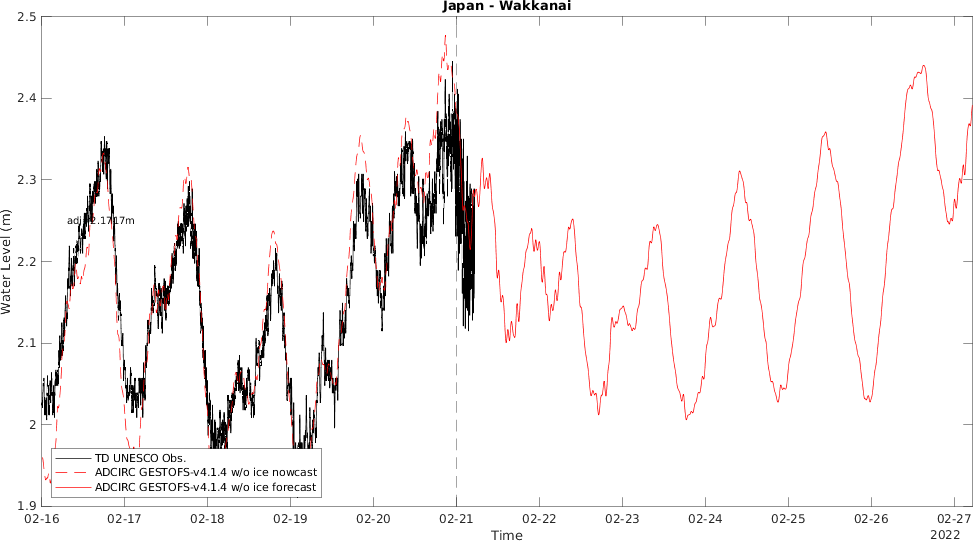 Japan - Wakkanai
2.5
2.4
2.3
2.2
2.1
2
1.9
Water Level (m)
2.1717m
TD UNESCO Obs.
ADCIRC GESTOFS-v4.1.4 w/o ice nowcast
ADCIRC GESTOFS-v4.1.4 w/o ice forecast
02-16 02-17 02-18 02-19 02-20 02-21 02-22 02-23 02-24 02-25 02-26 02-27
Time
2022